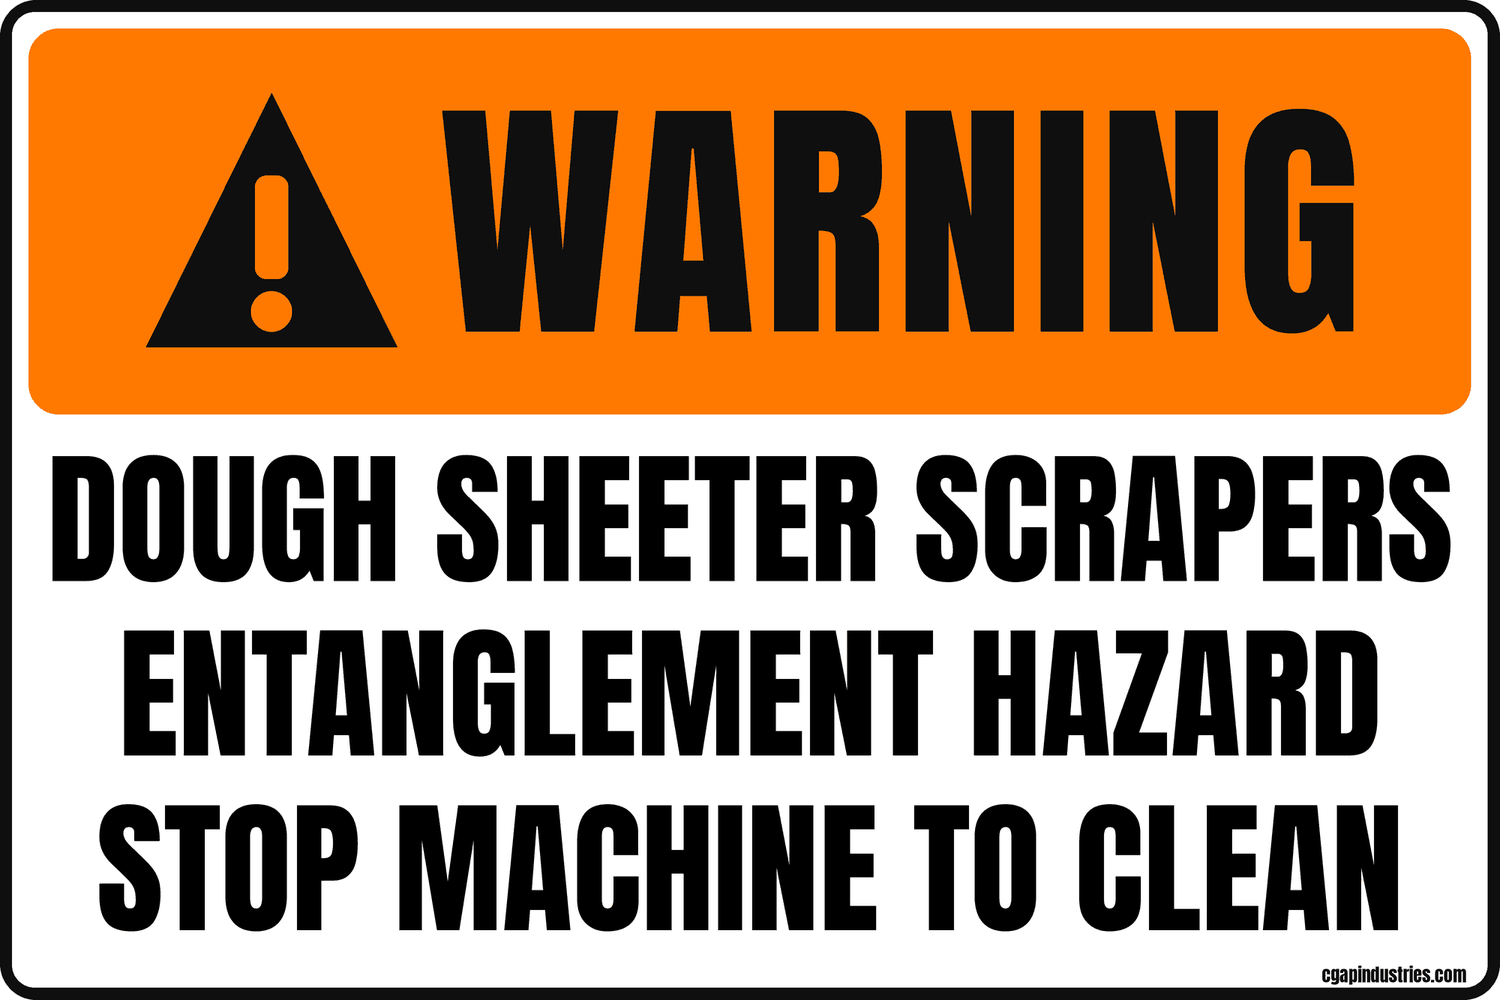 WARNING
DOUGH SHEETER SCRAPERS
ENTANGLEMENT HAZARD
STOP MACHINE TO CLEAN
cgapindustries.com